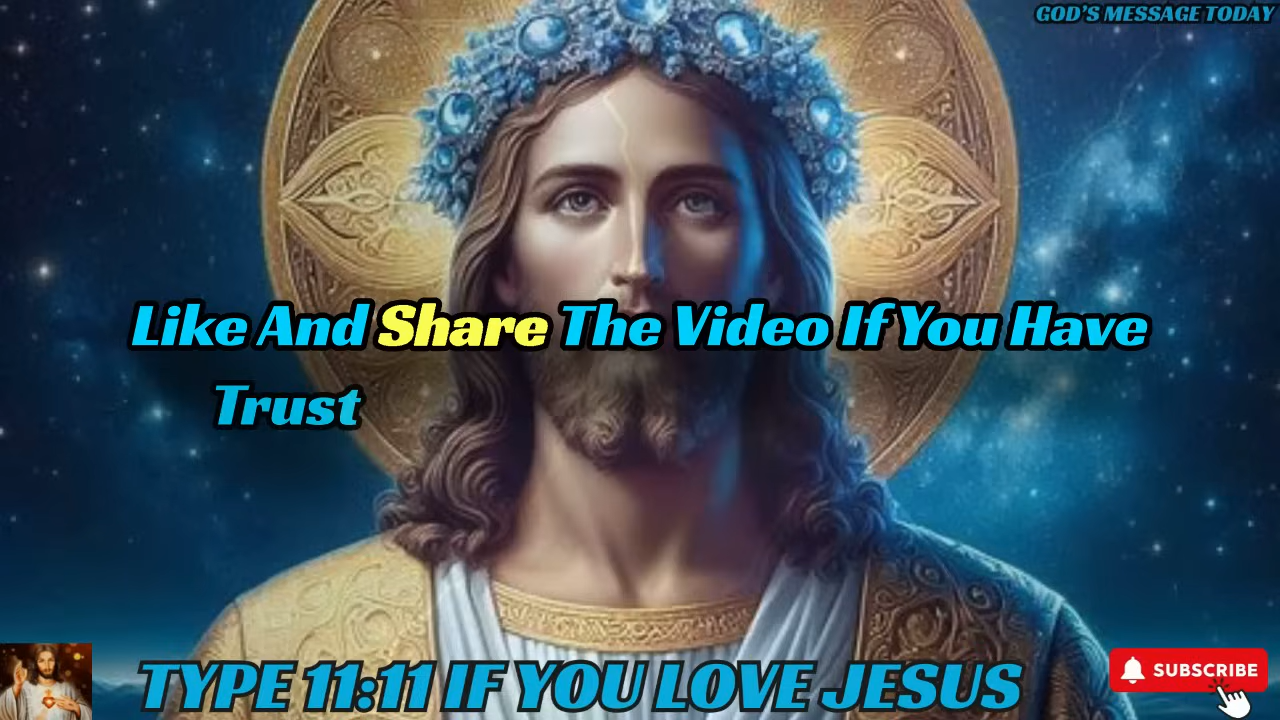 GOD'S MESSAGE TODAY
Like And Share The Video If You Have
Trust
TYPE 11:11 IF YOU LOVE JESUS
SUBSCRIBE